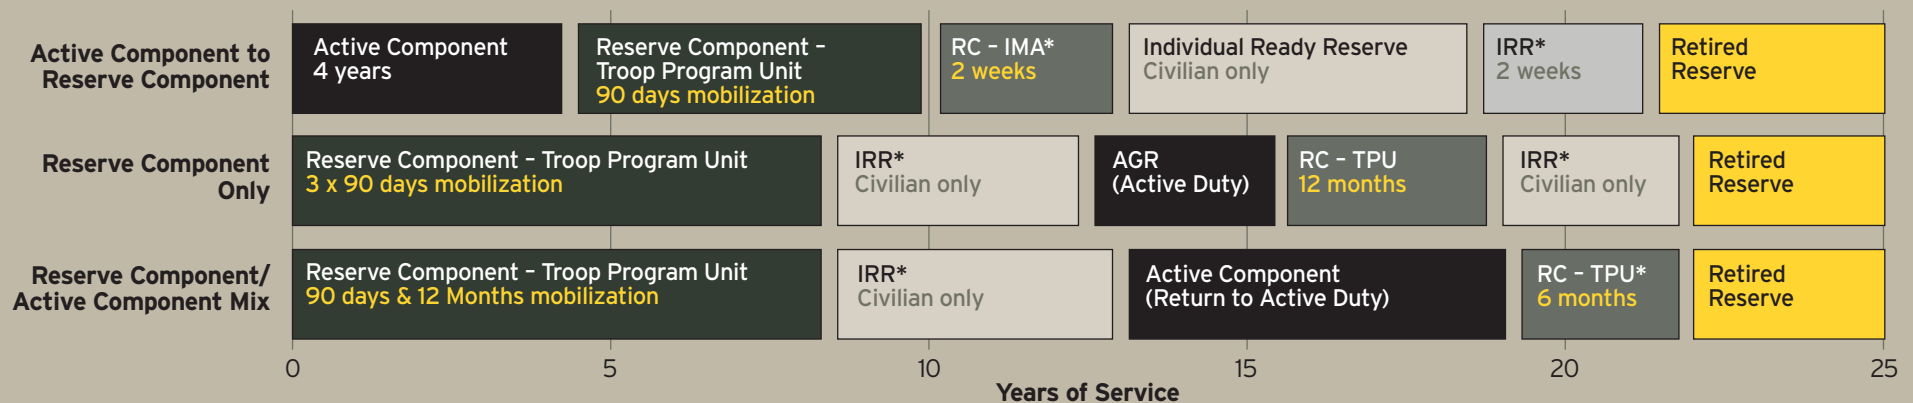 Active Component to
Reserve Component
Active Component
4 years
Reserve Component –
Troop Program Unit
90 days mobilization
RC – IMA*
2 weeks
Individual Ready Reserve
Civilian only
IRR*
2 weeks
Retired
Reserve
Reserve Component
Only
Reserve Component – Troop Program Unit
3 x 90 days mobilization
IRR*
Civilian only
AGR
(Active Duty)
RC – TPU
12 months
IRR*
Civilian only
Retired
Reserve
Reserve Component/
Active Component Mix
Reserve Component – Troop Program Unit
90 days & 12 Months mobilization
IRR*
Civilian only
Active Component
(Return to Active Duty)
RC – TPU*
6 months
Retired
Reserve
0 5 10 15 20 25
Years of Service